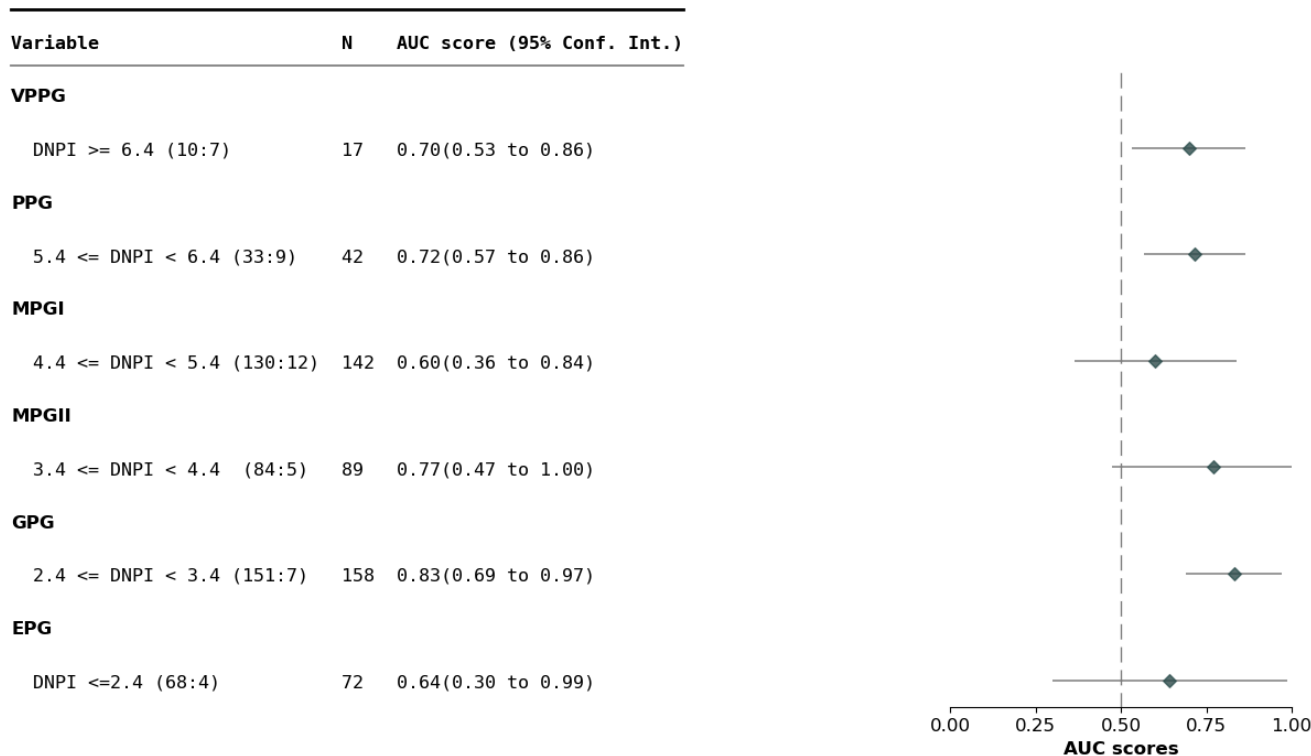 Variable N AUC score (95% Conf. Int.)
VPPG
DNPI >= 6.4 (10:7) 17 0.70(0.53 to 0.86)
PPG
5.4 <= DNPI < 6.4 (33:9) 42 0.72(0.57 to 0.86)
MPGI
4.4 <= DNPI < 5.4 (130:12) 142 0.60(0.36 to 0.84)
MPGII
3.4 <= DNPI < 4.4 (84:5) 89 0.77(0.47 to 1.00)
GPG
2.4 <= DNPI < 3.4 (151:7) 158 0.83(0.69 to 0.97)
EPG
DNPI <=2.4 (68:4) 72 0.64(0.30 to 0.99)
0.00 0.25 0.50 0.75 1.00
AUC scores